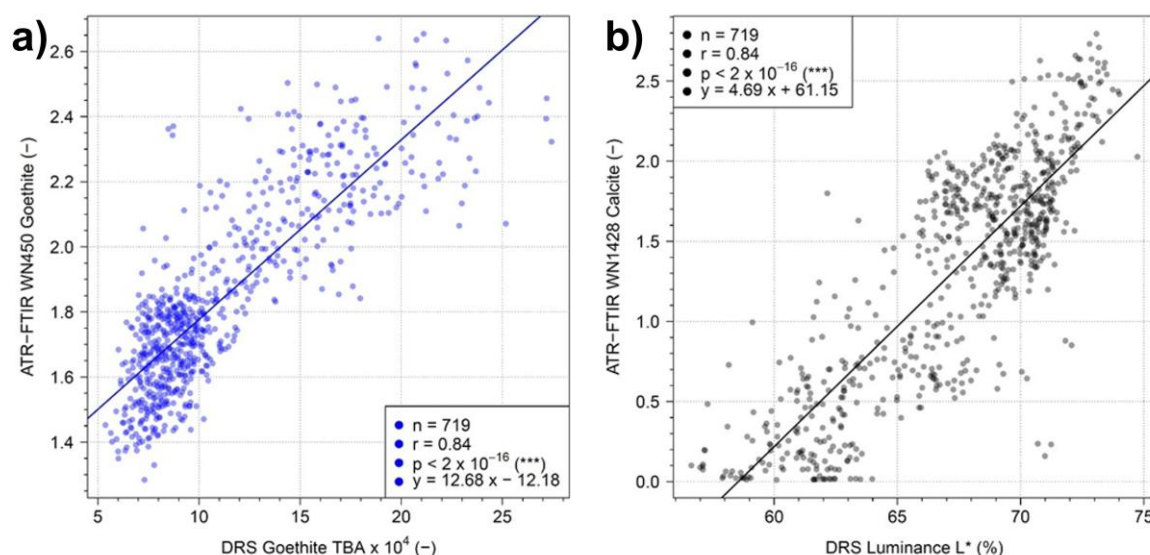 a)
2.6
2.4
2.2
2.0
1.8
1.6
1.4
ATR−FTIR WN450 Goethite (−)
n = 719
r = 0.84
p < 2 x 10⁻¹⁶ (***)
y = 12.68 x − 12.18
5 10 15 20 25
DRS Goethite TBA x 10⁴ (−)
b)
n = 719
r = 0.84
p < 2 x 10⁻¹⁶ (***)
y = 4.69 x + 61.15
2.5
2.0
1.5
1.0
0.5
0.0
ATR−FTIR WN1428 Calcite (−)
60 65 70 75
DRS Luminance L* (%)